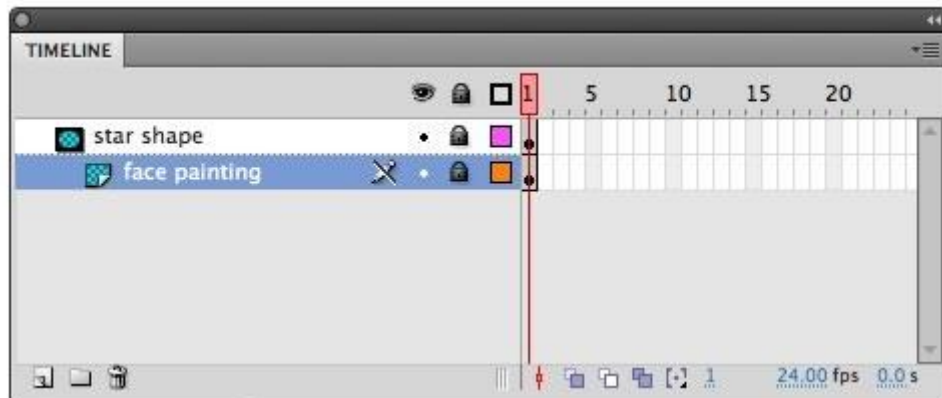 TIMELINE
1 5 10 15 20
star shape
face painting
1 24.00 fps 0.0 s